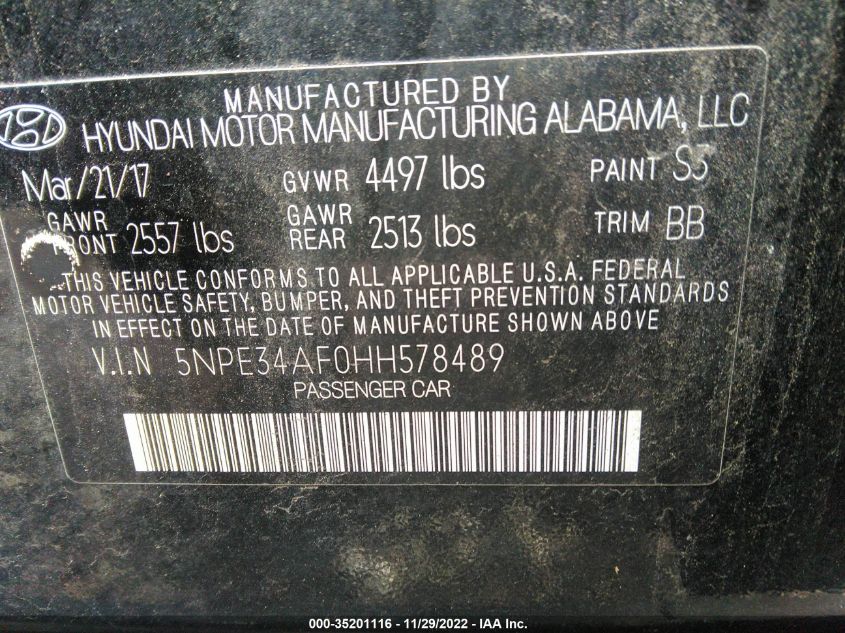 MANUFACTURED BY
HYUNDAI MOTOR MANUFACTURING ALABAMA, LLC
Mar/21/17 GVWR 4497 lbs PAINT S3
GAWR FRONT 2557 lbs GAWR REAR 2513 lbs TRIM BB
THIS VEHICLE CONFORMS TO ALL APPLICABLE U.S.A. FEDERAL
MOTOR VEHICLE SAFETY, BUMPER, AND THEFT PREVENTION STANDARDS
IN EFFECT ON THE DATE OF MANUFACTURE SHOWN ABOVE
V.I.N 5NPE34AF0HH578489
PASSENGER CAR
000-35201116 - 11/29/2022 - IAA Inc.